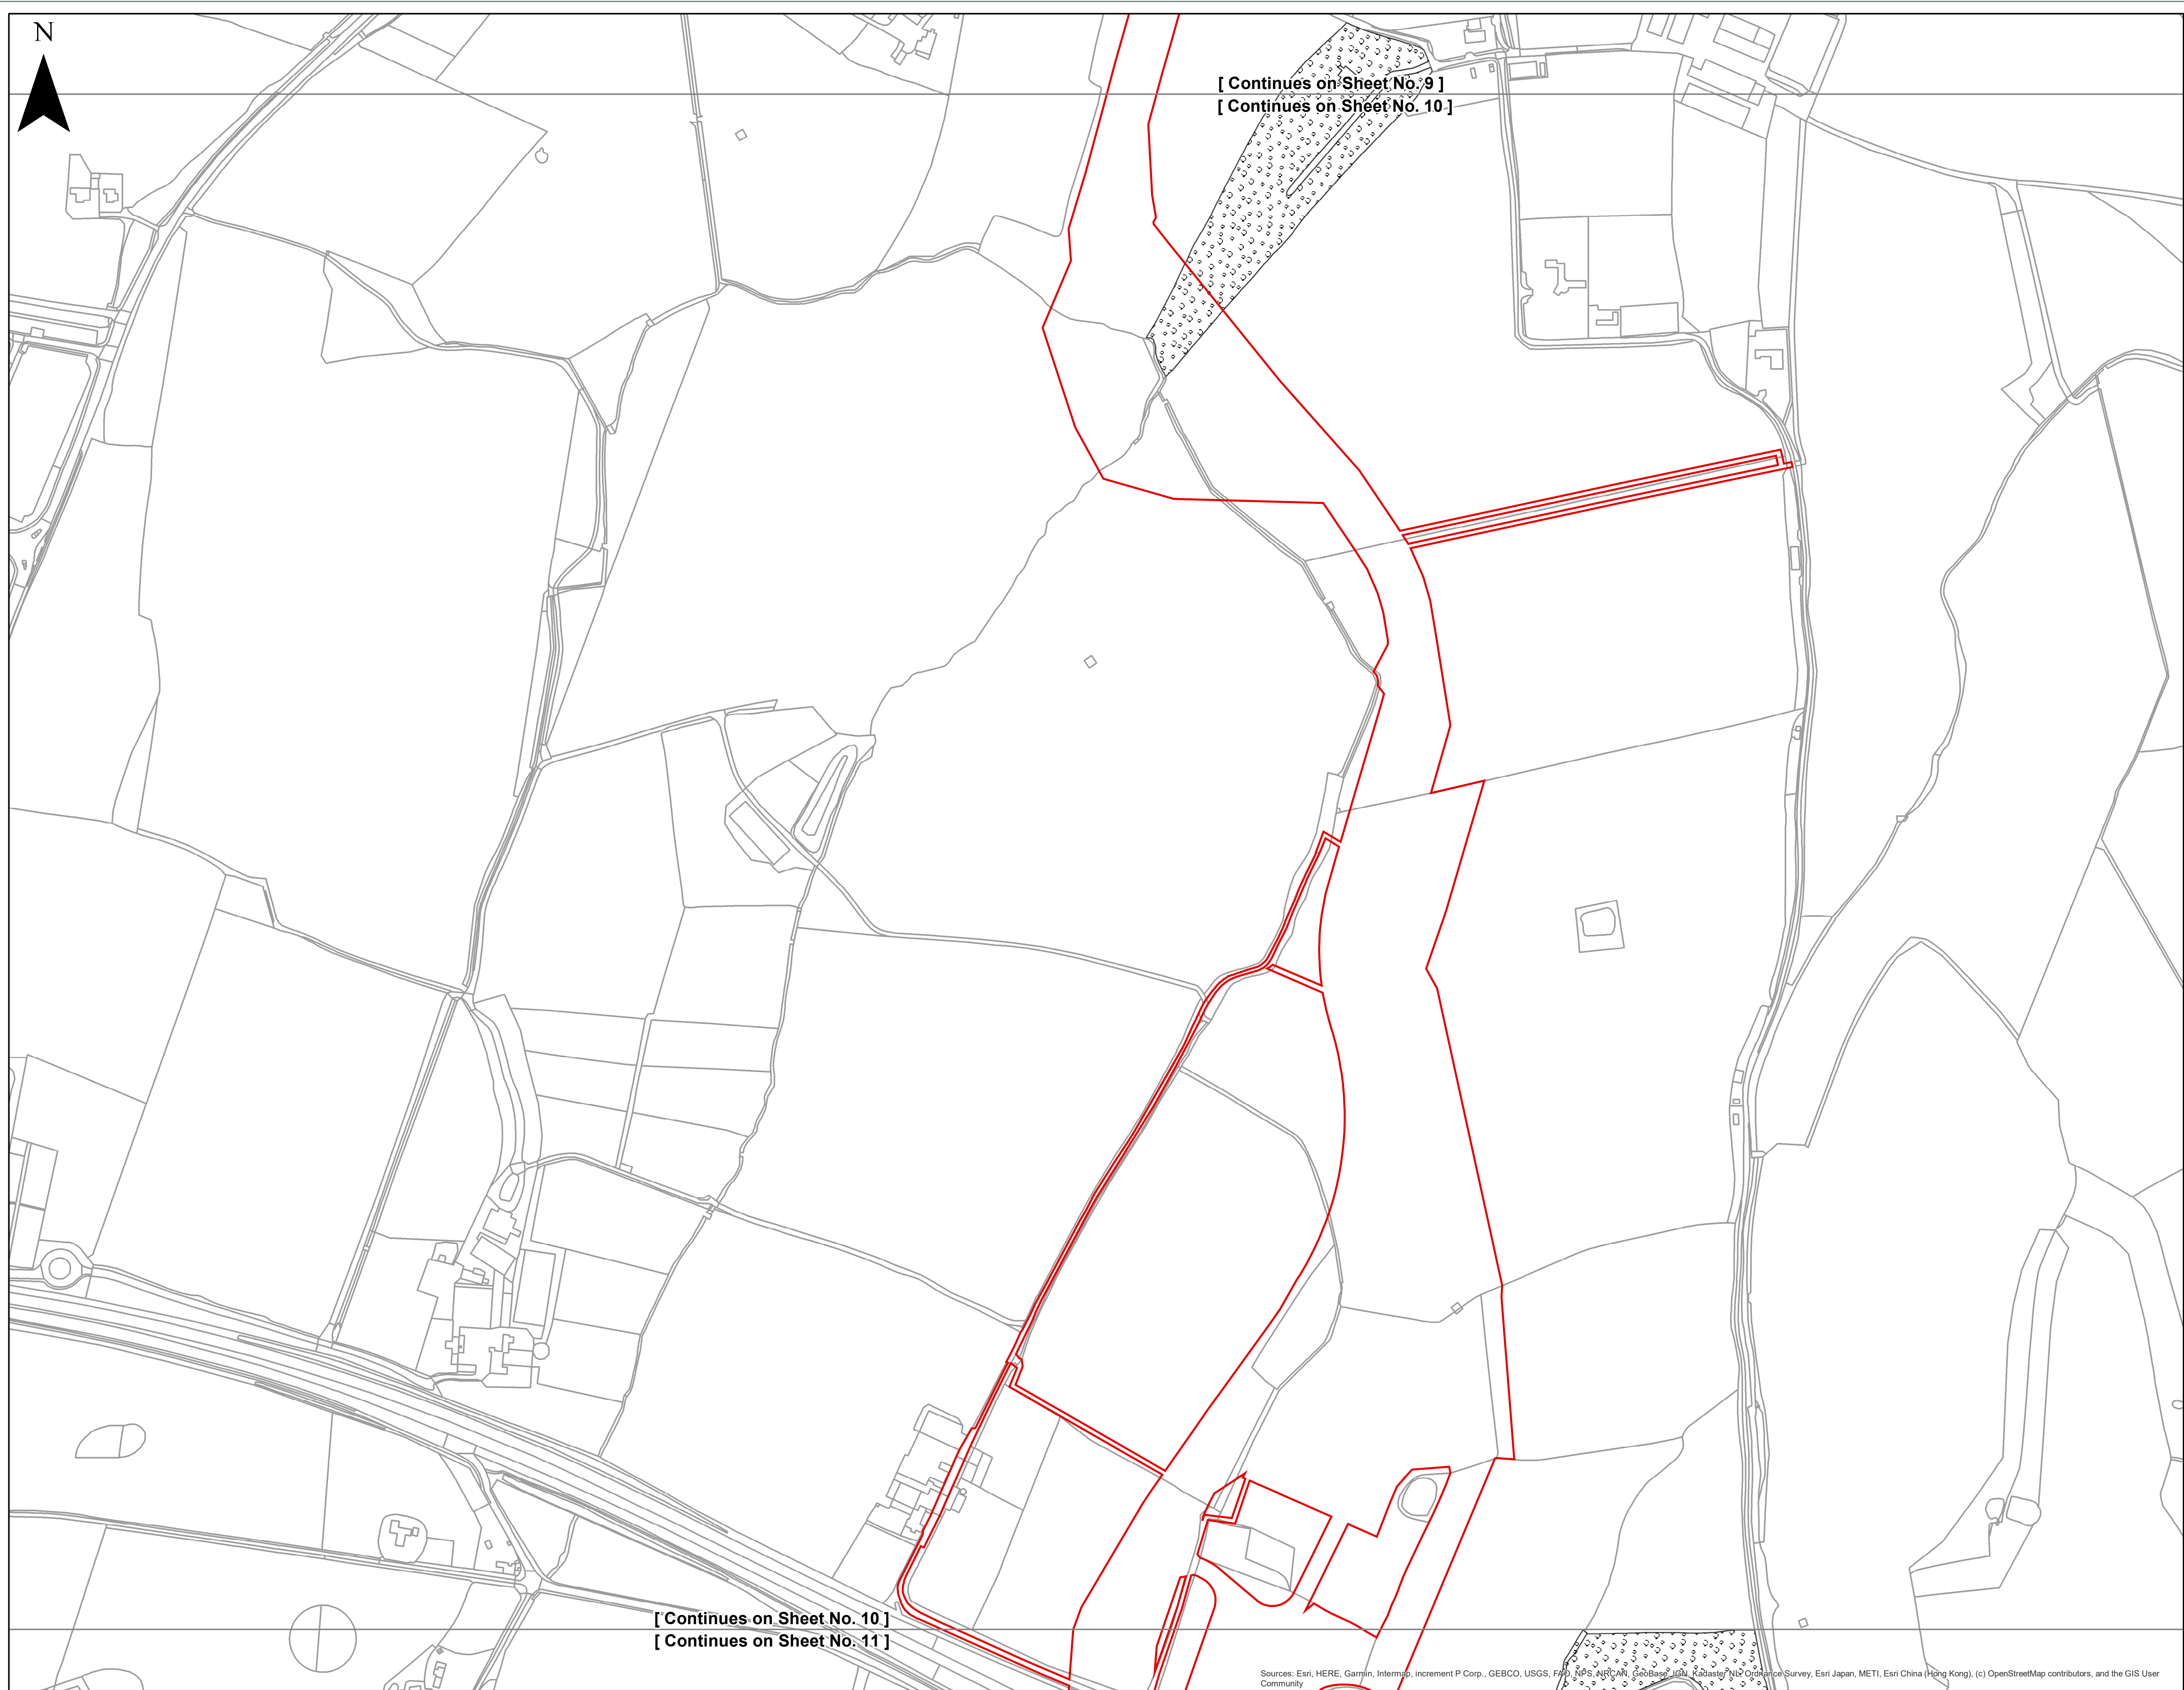 N
[ Continues on Sheet No. 9 ]
[ Continues on Sheet No. 10 ]
[ Continues on Sheet No. 10 ]
[ Continues on Sheet No. 11 ]
Sources: Esri, HERE, Garmin, Intermap, increment P Corp., GEBCO, USGS, FAO, NPS, NRCAN, GeoBase, IGN, Kadaster NL, Ordnance Survey, Esri Japan, METI, Esri China (Hong Kong), (c) OpenStreetMap contributors, and the GIS User
Community